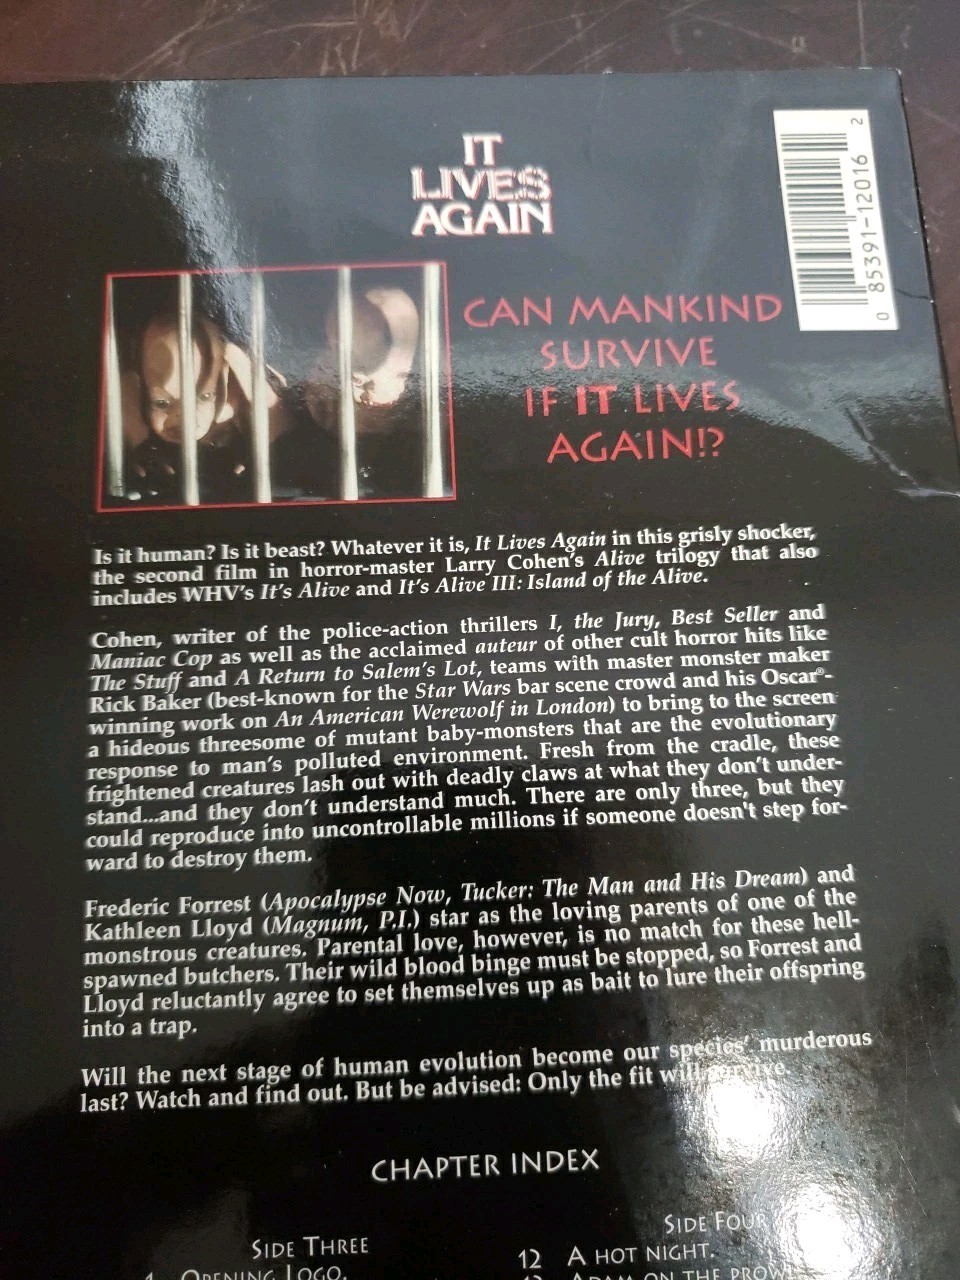 IT
LIVES
AGAIN
0 85391-12016 2
CAN MANKIND
SURVIVE
IF IT LIVES
AGAIN!?
Is it human? Is it beast? Whatever it is, It Lives Again in this grisly shocker,
the second film in horror-master Larry Cohen's Alive trilogy that also
includes WHV's It's Alive and It's Alive III: Island of the Alive.
Cohen, writer of the police-action thrillers I, the Jury, Best Seller and
Maniac Cop as well as the acclaimed auteur of other cult horror hits like
The Stuff and A Return to Salem's Lot, teams with master monster maker
Rick Baker (best-known for the Star Wars bar scene crowd and his Oscar®-
winning work on An American Werewolf in London) to bring to the screen
a hideous threesome of mutant baby-monsters that are the evolutionary
response to man's polluted environment. Fresh from the cradle, these
frightened creatures lash out with deadly claws at what they don't under-
stand...and they don't understand much. There are only three, but they
could reproduce into uncontrollable millions if someone doesn't step for-
ward to destroy them.
Frederic Forrest (Apocalypse Now, Tucker: The Man and His Dream) and
Kathleen Lloyd (Magnum, P.I.) star as the loving parents of one of the
monstrous creatures. Parental love, however, is no match for these hell-
spawned butchers. Their wild blood binge must be stopped, so Forrest and
Lloyd reluctantly agree to set themselves up as bait to lure their offspring
into a trap.
Will the next stage of human evolution become our species' murderous
last? Watch and find out. But be advised: Only the fit will survive.
CHAPTER INDEX
SIDE THREE
1 OPENING LOGO.
SIDE FOUR
12 A HOT NIGHT.
13 ADAM ON THE PROWL